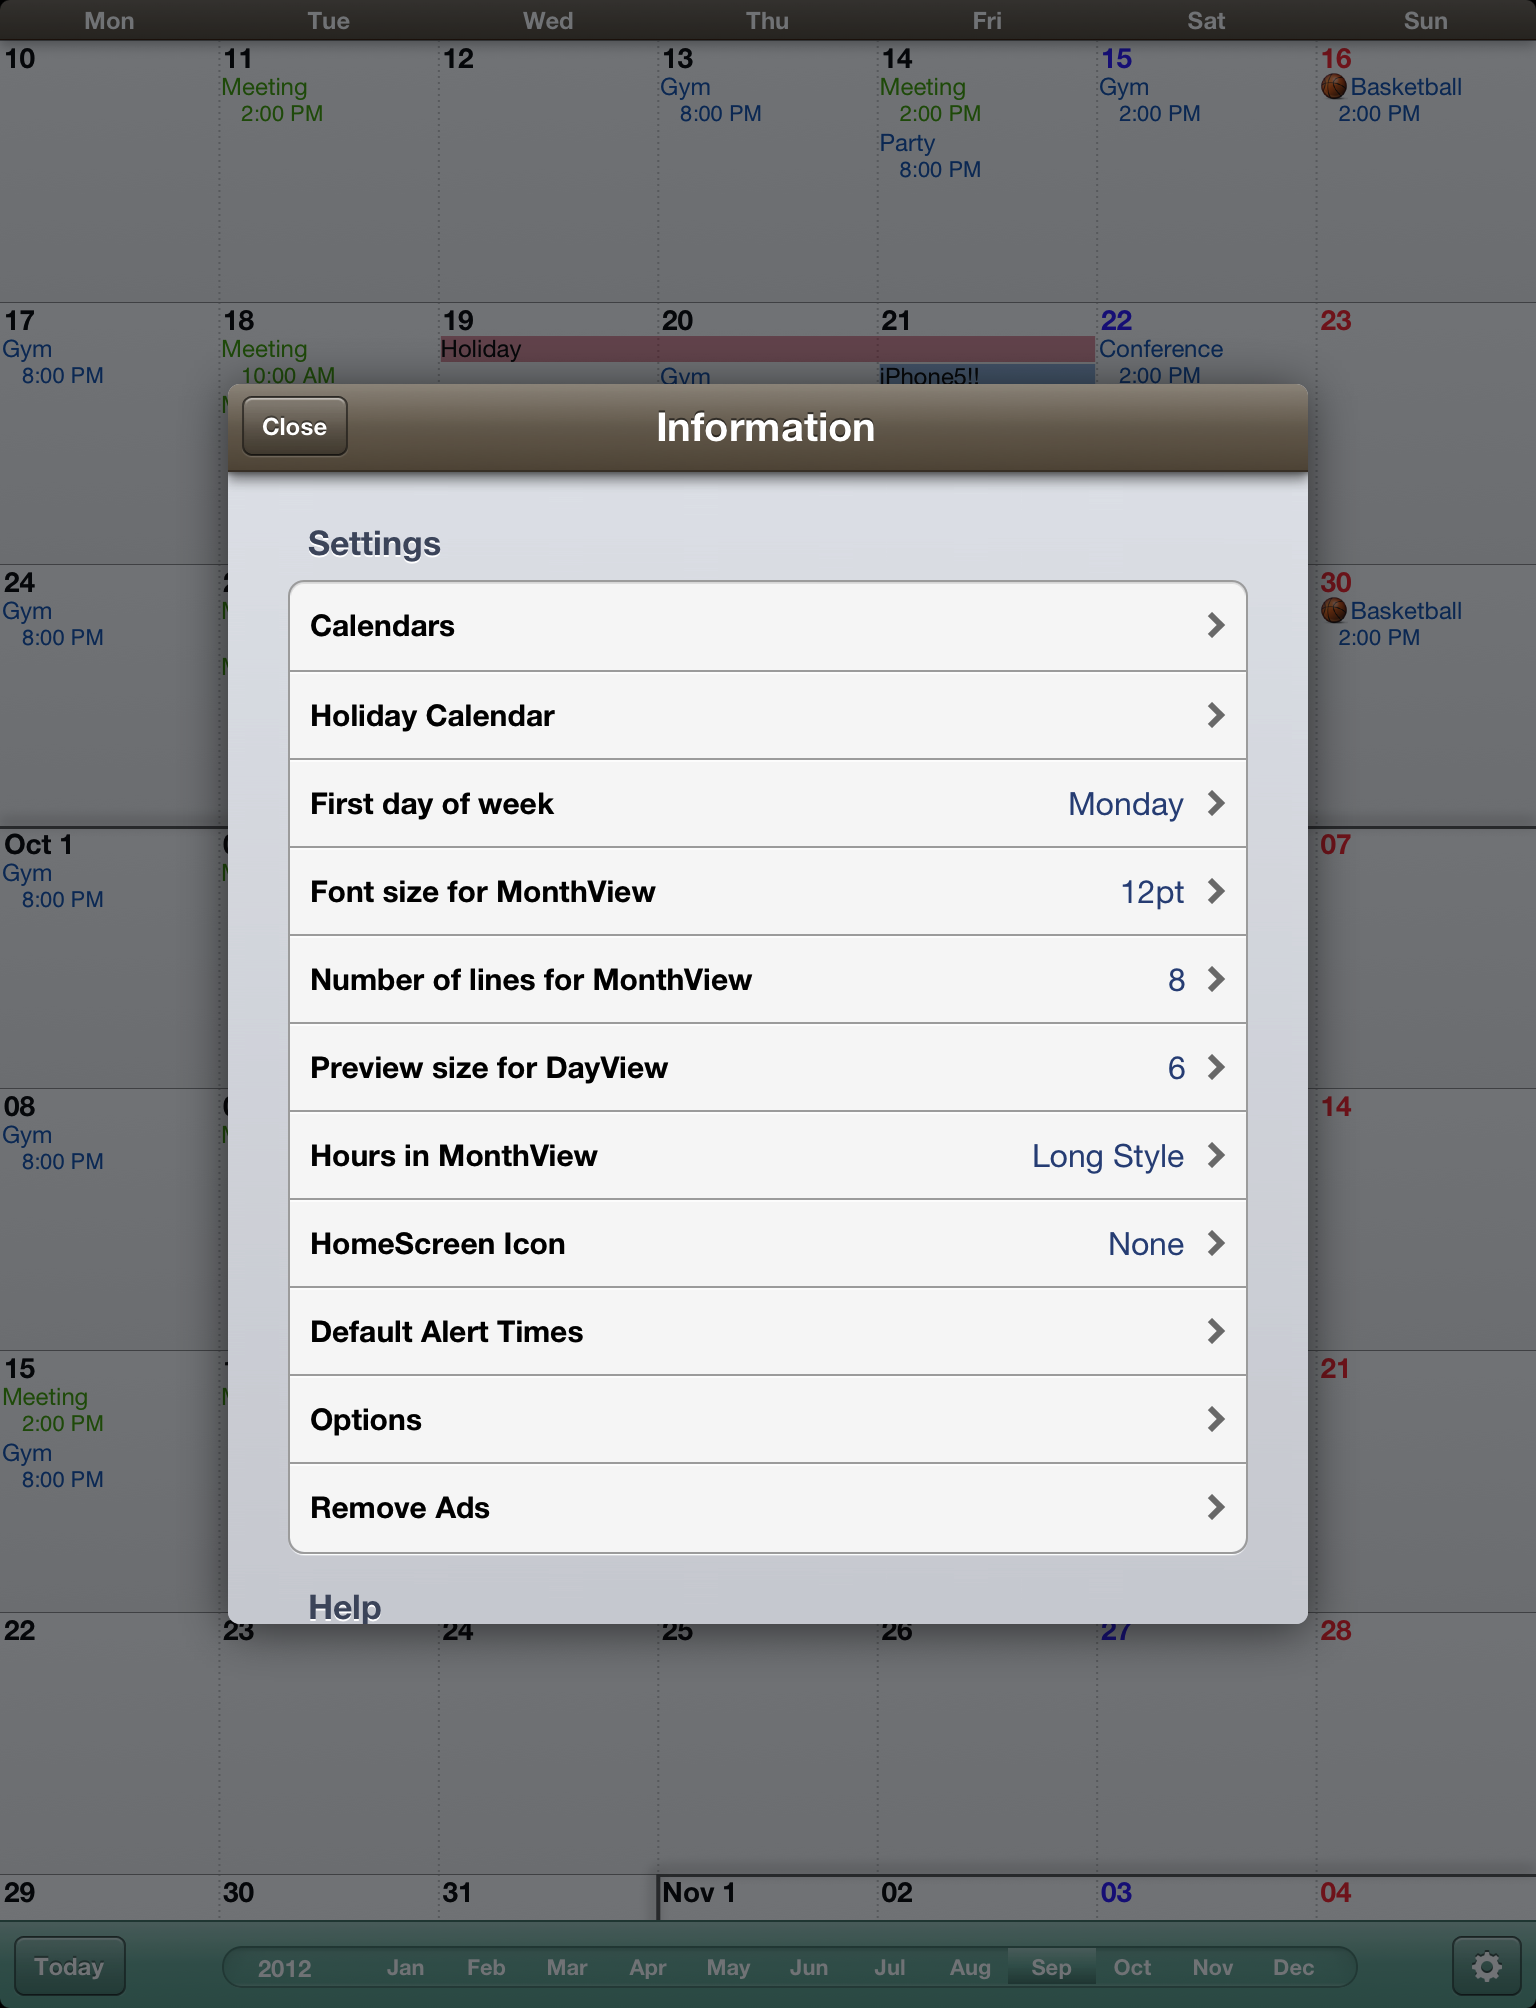 Mon Tue Wed Thu Fri Sat Sun
10 11 12 13 14 15 16
Meeting Gym Meeting Gym Basketball
2:00 PM 8:00 PM 2:00 PM 2:00 PM 2:00 PM
Party
8:00 PM
17 18 19 20 21 22 23
Gym Meeting Holiday Conference
8:00 PM 10:00 AM Gym iPhone5!! 2:00 PM
Close Information
Settings
Calendars
Holiday Calendar
First day of week Monday
Font size for MonthView 12pt
Number of lines for MonthView 8
Preview size for DayView 6
Hours in MonthView Long Style
HomeScreen Icon None
Default Alert Times
Options
Remove Ads
Help
24 30
Gym Basketball
8:00 PM 2:00 PM
Oct 1 07
Gym
8:00 PM
08 14
Gym
8:00 PM
15 21
Meeting
2:00 PM
Gym
8:00 PM
22 23 24 25 26 27 28
29 30 31 Nov 1 02 03 04
Today 2012 Jan Feb Mar Apr May Jun Jul Aug Sep Oct Nov Dec